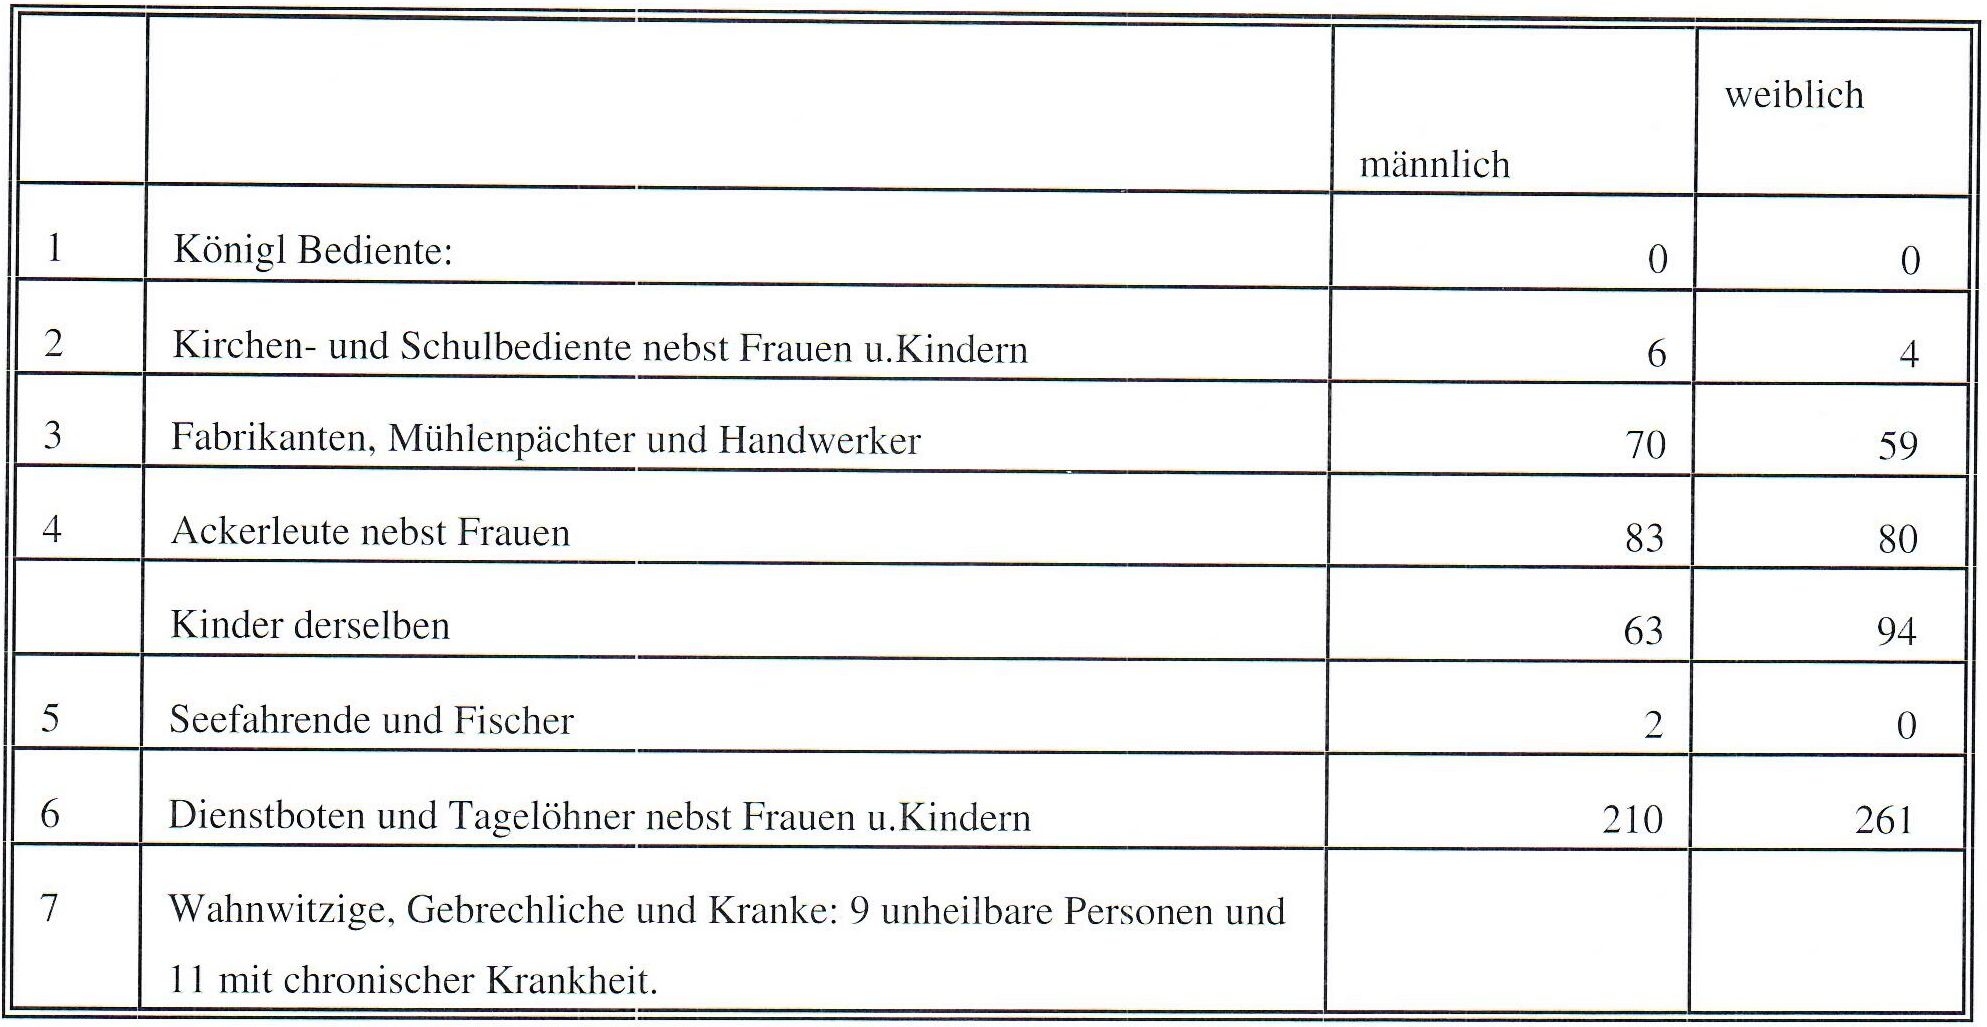 weiblich
männlich
1 Königl Bediente: 0 0
2 Kirchen- und Schulbediente nebst Frauen u.Kindern 6 4
3 Fabrikanten, Mühlenpächter und Handwerker 70 59
4 Ackerleute nebst Frauen 83 80
Kinder derselben 63 94
5 Seefahrende und Fischer 2 0
6 Dienstboten und Tagelöhner nebst Frauen u.Kindern 210 261
7 Wahnwitzige, Gebrechliche und Kranke: 9 unheilbare Personen und
11 mit chronischer Krankheit.